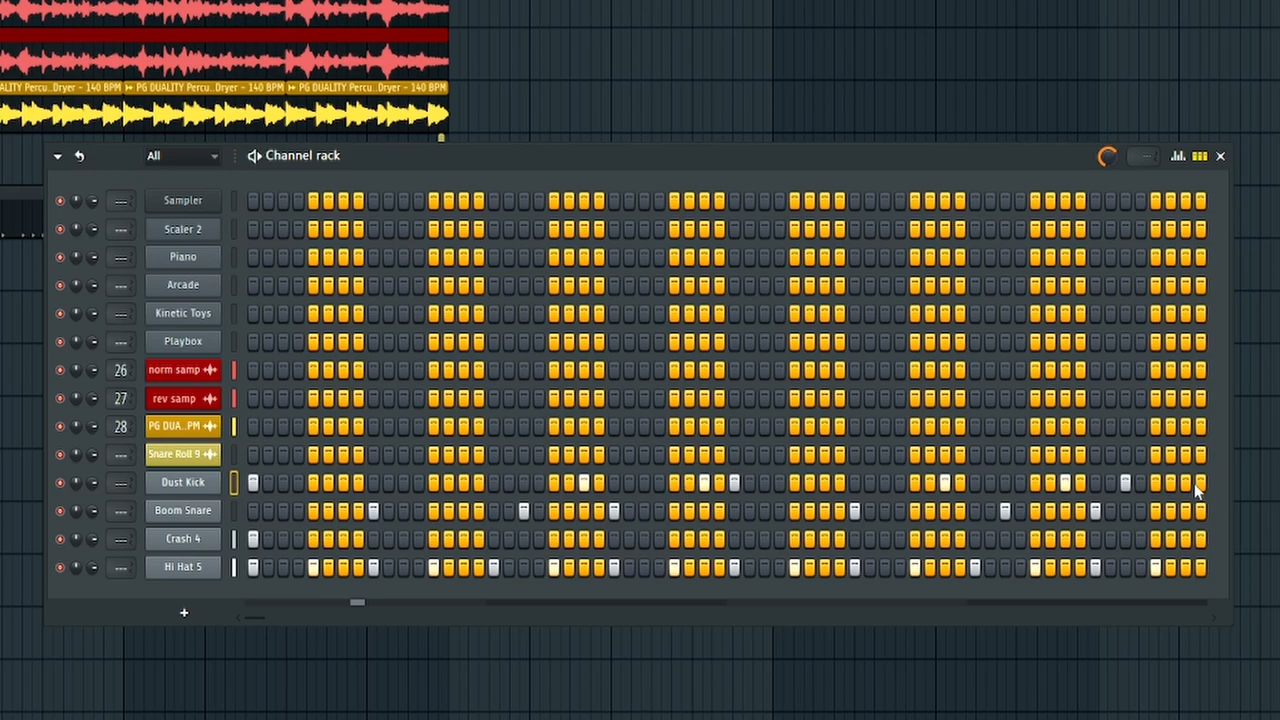 ALITY Percu..Dryer - 140 BPM PG DUALITY Percu..Dryer - 140 BPM PG DUALITY Percu..Dryer - 140 BPM
All Channel rack ---
--- Sampler
--- Scaler 2
--- Piano
--- Arcade
--- Kinetic Toys
--- Playbox
26 norm samp
27 rev samp
28 PG DUA..PM
--- Snare Roll 9
--- Dust Kick
--- Boom Snare
--- Crash 4
--- Hi Hat 5
+